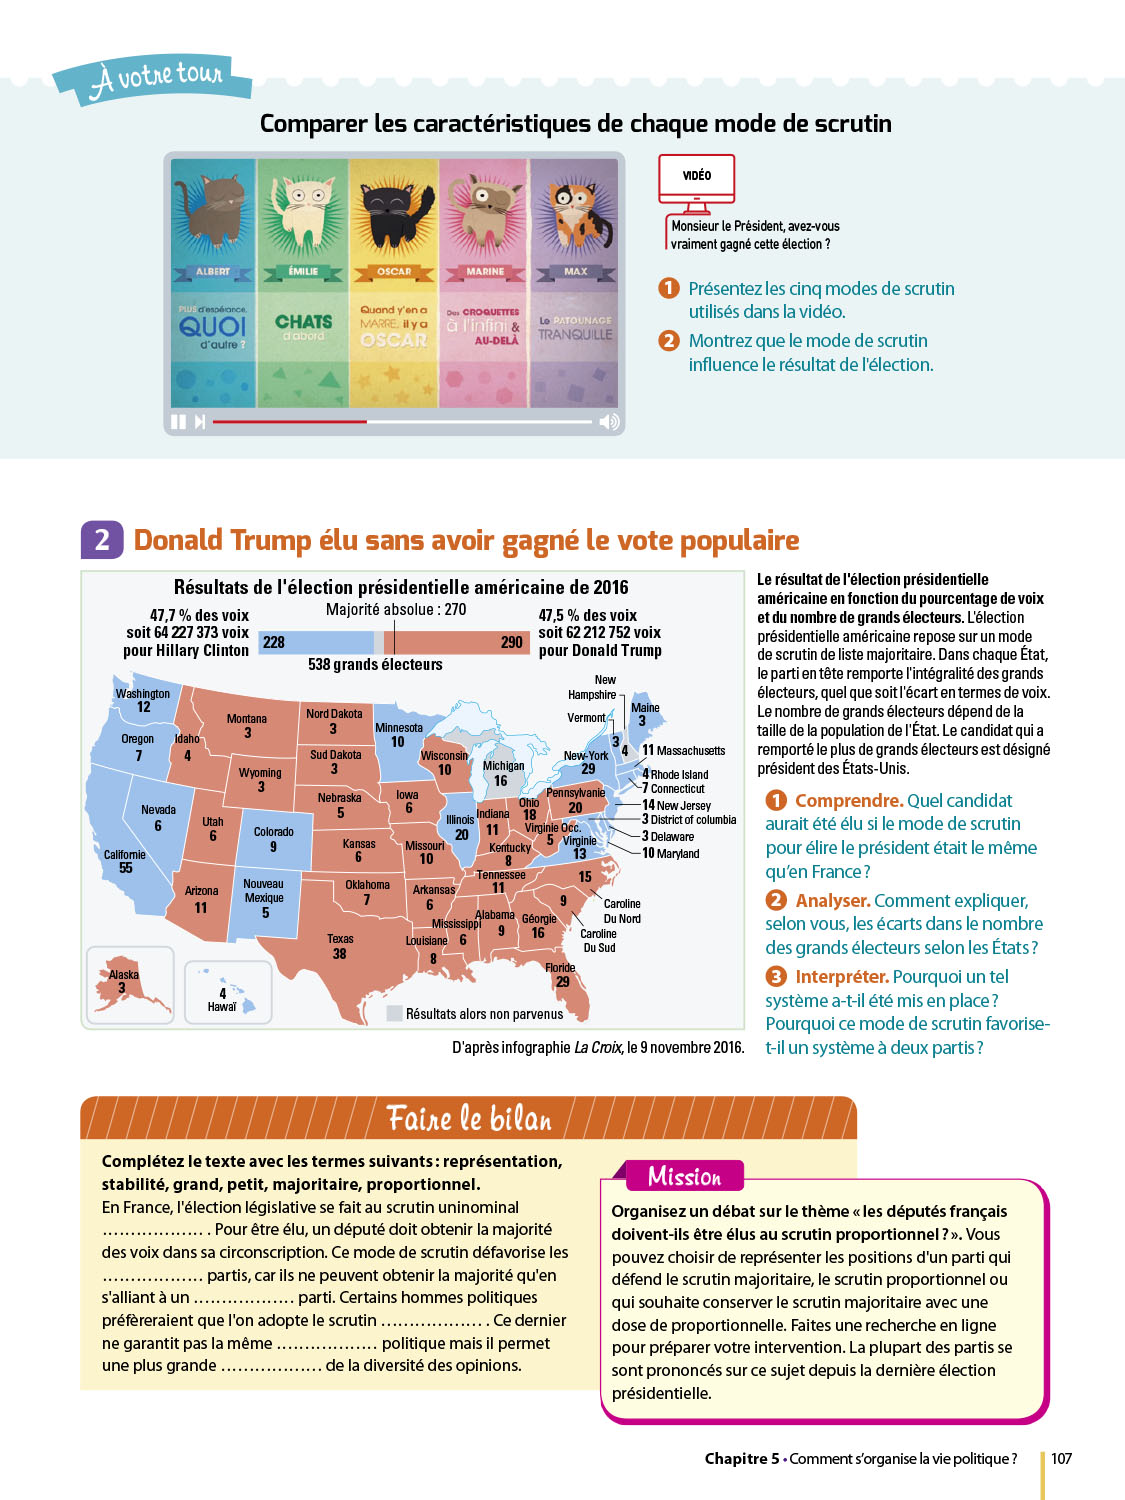 À votre tour
Comparer les caractéristiques de chaque mode de scrutin
ALBERT
ÉMILIE
OSCAR
MARINE
MAX
PLUS d'espérance,
QUOI
d'autre ?
CHATS
d'abord
Quand y'en a
MARRE, il y a
OSCAR
Des CROQUETTES
à l'infini &
AU-DELÀ
Le RATOUNAGE
TRANQUILLE
VIDÉO
Monsieur le Président, avez-vous
vraiment gagné cette élection ?
1 Présentez les cinq modes de scrutin
utilisés dans la vidéo.
2 Montrez que le mode de scrutin
influence le résultat de l'élection.
2 Donald Trump élu sans avoir gagné le vote populaire
Résultats de l'élection présidentielle américaine de 2016
47,7 % des voix
soit 64 227 373 voix
pour Hillary Clinton
Majorité absolue : 270
228
290
538 grands électeurs
47,5 % des voix
soit 62 212 752 voix
pour Donald Trump
Washington
12
Oregon
7
Idaho
4
Montana
3
Nord Dakota
3
Minnesota
10
Sud Dakota
3
Wisconsin
10
Michigan
16
New
Hampshire
4
Vermont
3
Maine
3
New-York
29
11 Massachusetts
4 Rhode Island
7 Connecticut
14 New Jersey
3 District of columbia
3 Delaware
10 Maryland
Wyoming
3
Nebraska
5
Iowa
6
Illinois
20
Indiana
11
Ohio
18
Pennsylvanie
20
Virginie Occ.
5
Virginie
13
Nevada
6
Utah
6
Colorado
9
Kansas
6
Missouri
10
Kentucky
8
Californie
55
Arizona
11
Nouveau
Mexique
5
Oklahoma
7
Arkansas
6
Tennessee
11
15
Caroline
Du Nord
9
Caroline
Du Sud
Texas
38
Louisiane
8
Mississippi
6
Alabama
9
Géorgie
16
Floride
29
Alaska
3
4
Hawaï
Résultats alors non parvenus
D'après infographie La Croix, le 9 novembre 2016.
Le résultat de l'élection présidentielle
américaine en fonction du pourcentage de voix
et du nombre de grands électeurs. L'élection
présidentielle américaine repose sur un mode
de scrutin de liste majoritaire. Dans chaque État,
le parti en tête remporte l'intégralité des grands
électeurs, quel que soit l'écart en termes de voix.
Le nombre de grands électeurs dépend de la
taille de la population de l'État. Le candidat qui a
remporté le plus de grands électeurs est désigné
président des États-Unis.
1 Comprendre. Quel candidat
aurait été élu si le mode de scrutin
pour élire le président était le même
qu'en France ?
2 Analyser. Comment expliquer,
selon vous, les écarts dans le nombre
des grands électeurs selon les États ?
3 Interpréter. Pourquoi un tel
système a-t-il été mis en place ?
Pourquoi ce mode de scrutin favorise-
t-il un système à deux partis ?
Faire le bilan
Complétez le texte avec les termes suivants : représentation,
stabilité, grand, petit, majoritaire, proportionnel.
En France, l'élection législative se fait au scrutin uninominal
.................. . Pour être élu, un député doit obtenir la majorité
des voix dans sa circonscription. Ce mode de scrutin défavorise les
.................. partis, car ils ne peuvent obtenir la majorité qu'en
s'alliant à un .................. parti. Certains hommes politiques
préfèreraient que l'on adopte le scrutin .................. . Ce dernier
ne garantit pas la même .................. politique mais il permet
une plus grande .................. de la diversité des opinions.
Mission
Organisez un débat sur le thème « les députés français
doivent-ils être élus au scrutin proportionnel ? ». Vous
pouvez choisir de représenter les positions d'un parti qui
défend le scrutin majoritaire, le scrutin proportionnel ou
qui souhaite conserver le scrutin majoritaire avec une
dose de proportionnelle. Faites une recherche en ligne
pour préparer votre intervention. La plupart des partis se
sont prononcés sur ce sujet depuis la dernière élection
présidentielle.
Chapitre 5 • Comment s'organise la vie politique ? 107